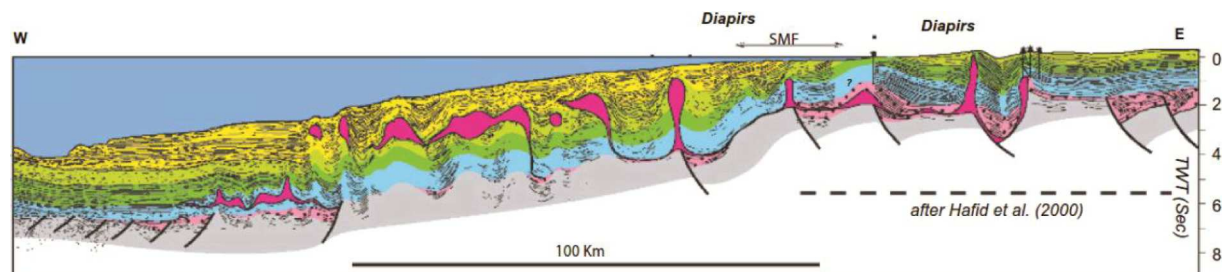 Diapirs
Diapirs
W
SMF
E
0
2
?
4
TWT (Sec)
after Hafid et al. (2000)
6
100 Km
8